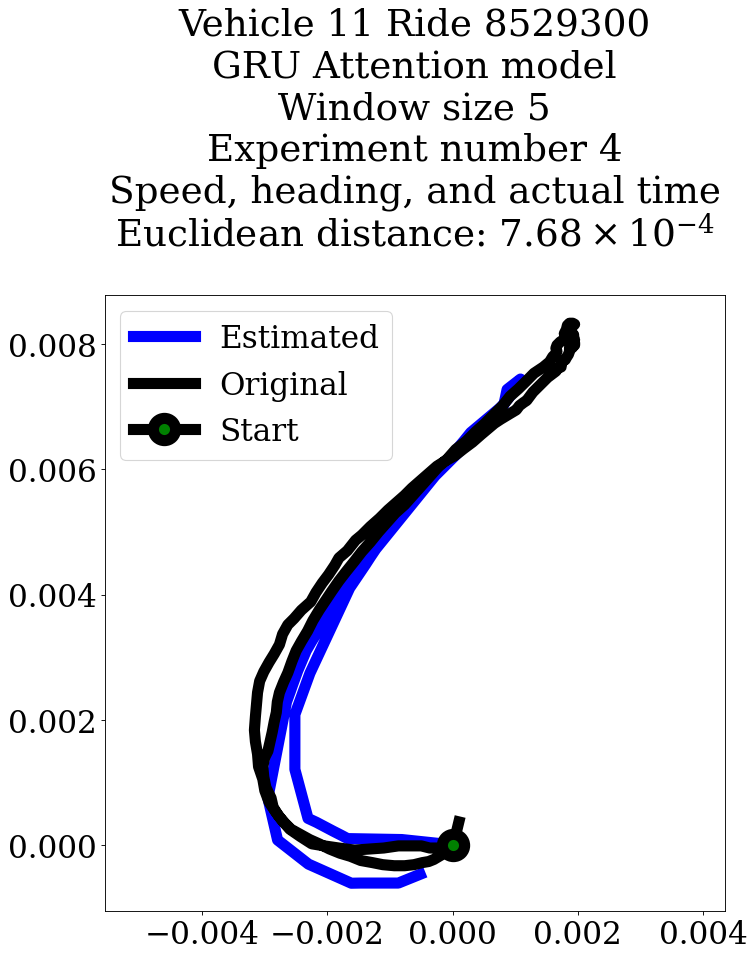 Vehicle 11 Ride 8529300
GRU Attention model
Window size 5
Experiment number 4
Speed, heading, and actual time
Euclidean distance: 7.68 × 10⁻⁴
Estimated
Original
Start
0.008
0.006
0.004
0.002
0.000
−0.004 −0.002 0.000 0.002 0.004